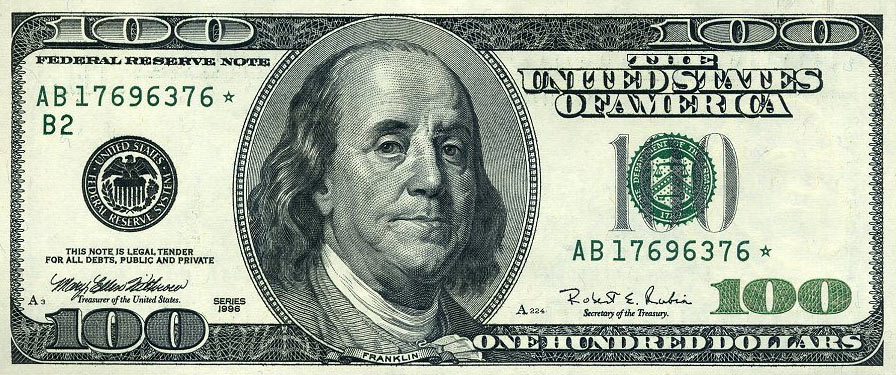 100
100
FEDERAL RESERVE NOTE
THE
UNITED STATES
OF AMERICA
AB 17696376 ★
B2
UNITED STATES
FEDERAL RESERVE SYSTEM
100
AB 17696376 ★
THIS NOTE IS LEGAL TENDER
FOR ALL DEBTS, PUBLIC AND PRIVATE
Mary Ellen Withrow
Treasurer of the United States.
A 3
SERIES
1996
A 224
Robert E. Rubin
Secretary of the Treasury.
100
100
FRANKLIN
ONE HUNDRED DOLLARS